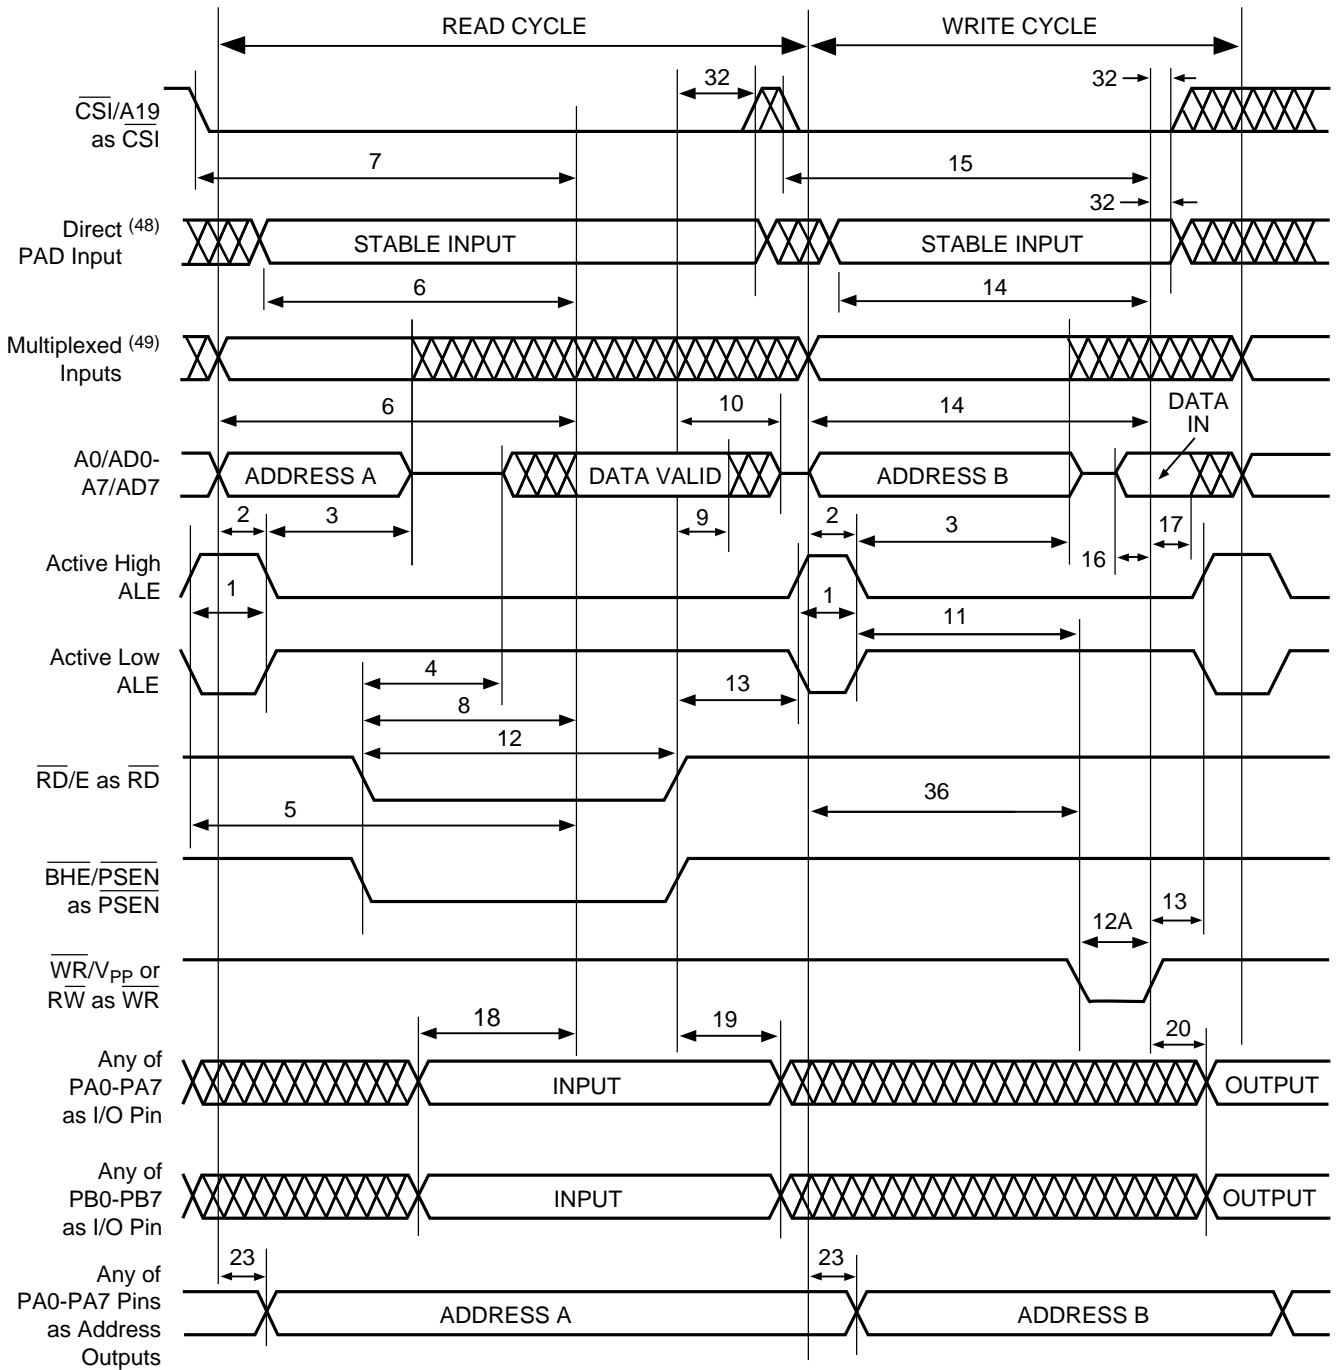 READ CYCLE WRITE CYCLE
32 32
CSI/A19
as CSI
7 15
32
Direct (48)
PAD Input
STABLE INPUT STABLE INPUT
6 14
Multiplexed (49)
Inputs
6 10 14 DATA
IN
A0/AD0-
A7/AD7
ADDRESS A DATA VALID ADDRESS B
2 3 9 2 3 17
16
Active High
ALE
1 1
11
Active Low
ALE
4 13
8
12
RD/E as RD
36
5
BHE/PSEN
as PSEN
12A 13
WR/VPP or
RW as WR
18 19 20
Any of
PA0-PA7
as I/O Pin
INPUT OUTPUT
Any of
PB0-PB7
as I/O Pin
INPUT OUTPUT
23 23
Any of
PA0-PA7 Pins
as Address
Outputs
ADDRESS A ADDRESS B